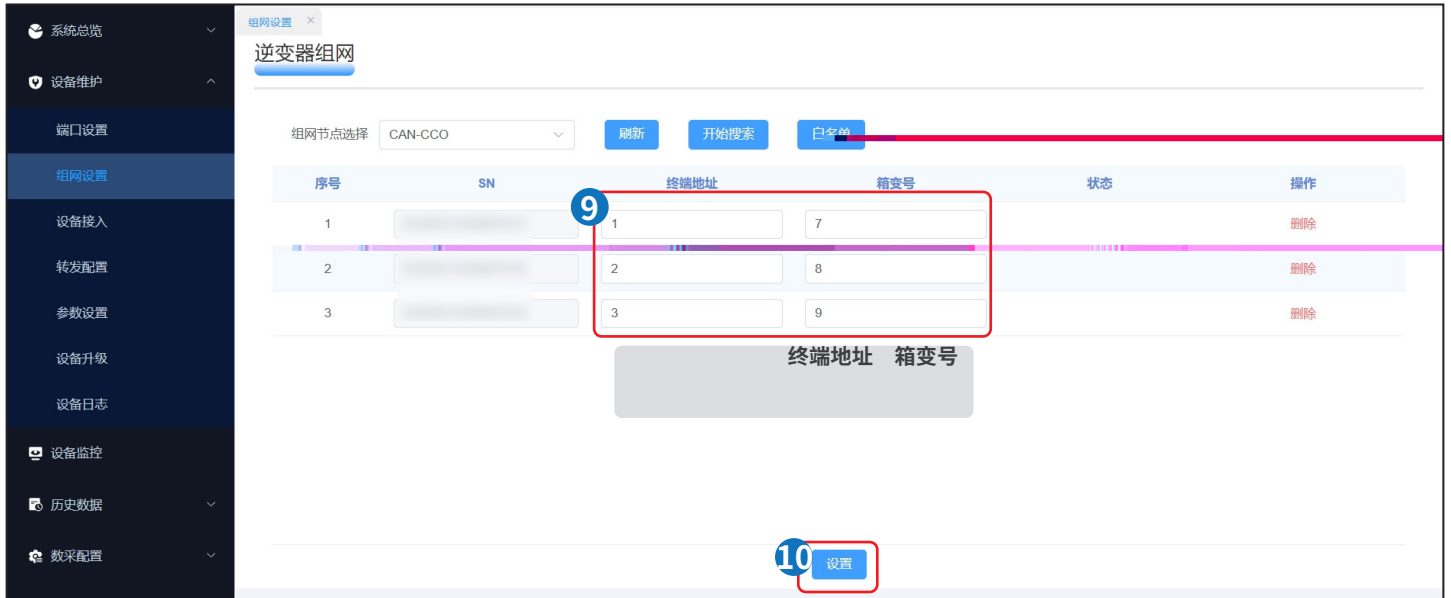 系统总览
设备维护
端口设置
组网设置
设备接入
转发配置
参数设置
设备升级
设备日志
设备监控
历史数据
数采配置
组网设置 ×
逆变器组网
组网节点选择 CAN-CCO 刷新 开始搜索 白名单
序号 SN 终端地址 箱变号 状态 操作
9
1 1 7 删除
2 2 8 删除
3 3 9 删除
终端地址 箱变号
10 设置